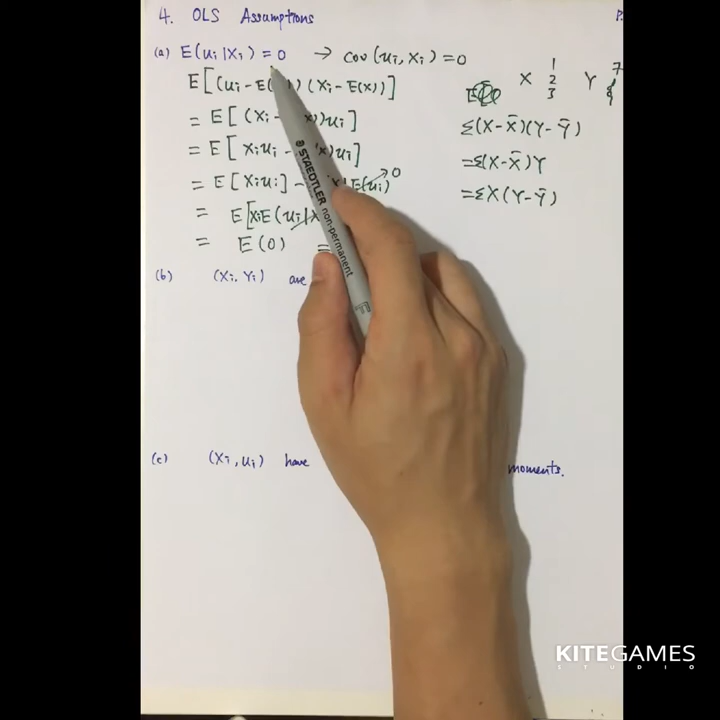 4. OLS Assumptions
P.
(a) E(ui|Xi) = 0 → cov(ui, Xi) = 0
E[(ui - E( )) (Xi - E(x))]
= E[ (Xi - x)ui]
= E[ Xiui - (x)ui]
= E[Xiui] - E(ui) → 0
= E[XiE(ui|X
= E(0) =
X 1 2 3 Y 7 8
Σ(X-X̄)(Y-Ȳ)
=Σ(X-X̄)Y
=ΣX(Y-Ȳ)
(b) (Xi, Yi) are
(c) (Xi, ui) have moments.
STAEDTLER non-permanent
F
KITEGAMES
STUDIO